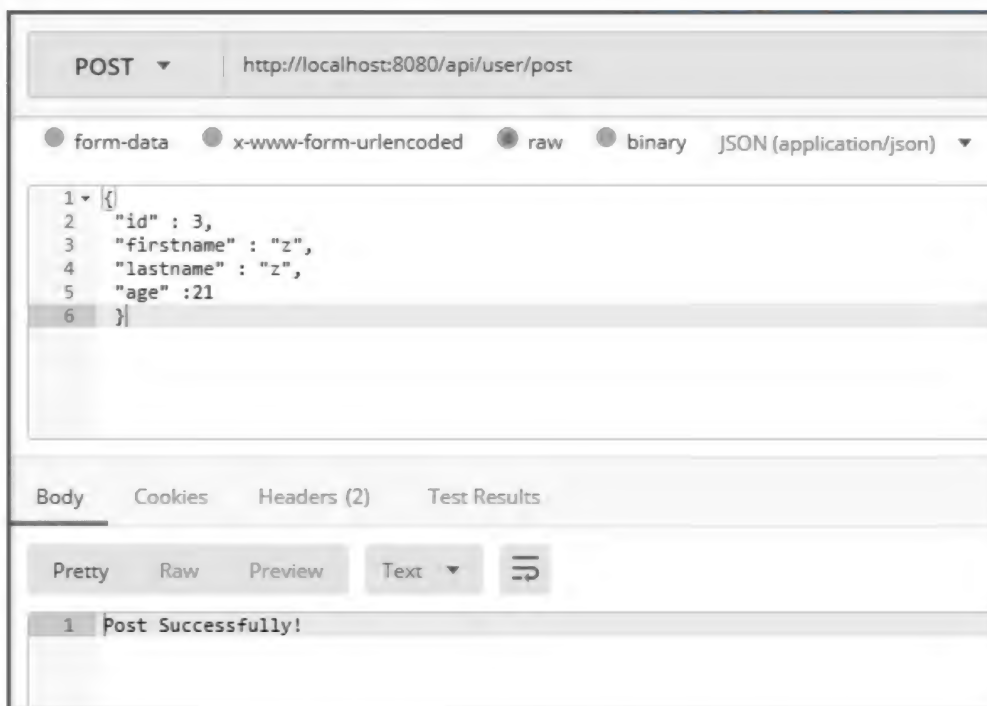 POST http://localhost:8080/api/user/post
form-data x-www-form-urlencoded raw binary JSON (application/json)
1 {
2 "id" : 3,
3 "firstname" : "z",
4 "lastname" : "z",
5 "age" :21
6 }
Body Cookies Headers (2) Test Results
Pretty Raw Preview Text
1 Post Successfully!